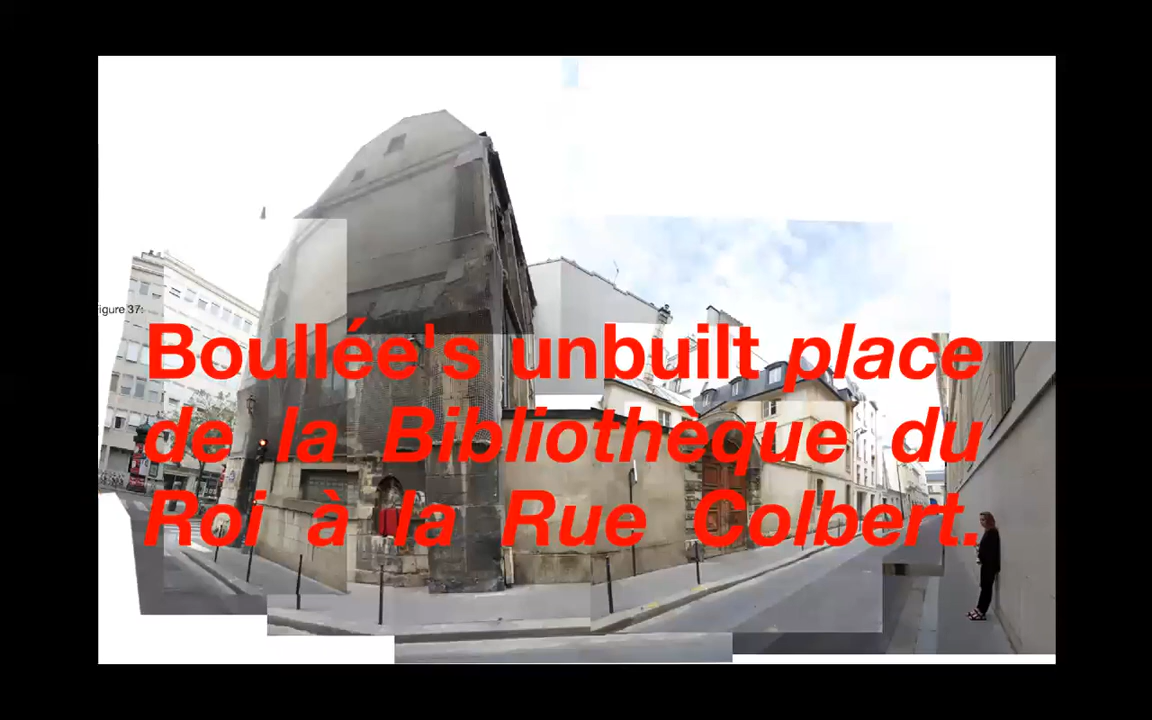 igure 37:
Boullée's unbuilt place
de la Bibliothèque du
Roi à la Rue Colbert.